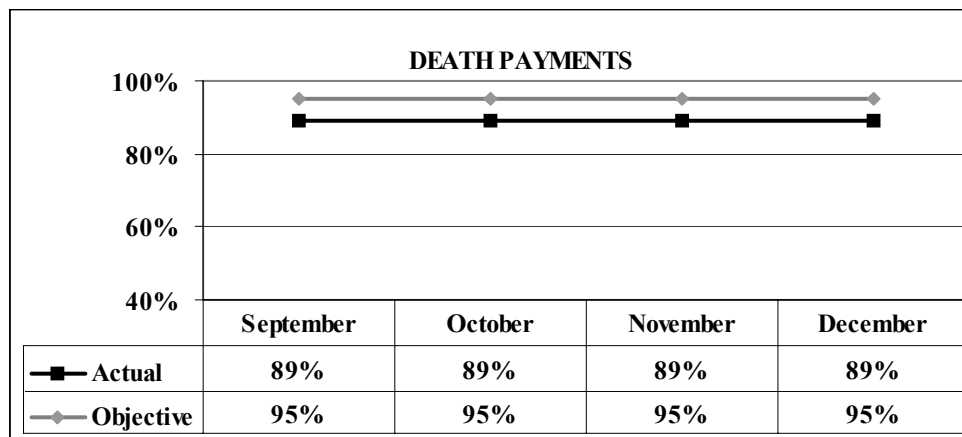 DEATH PAYMENTS
100%
80%
60%
40%
September October November December
Actual 89% 89% 89% 89%
Objective 95% 95% 95% 95%